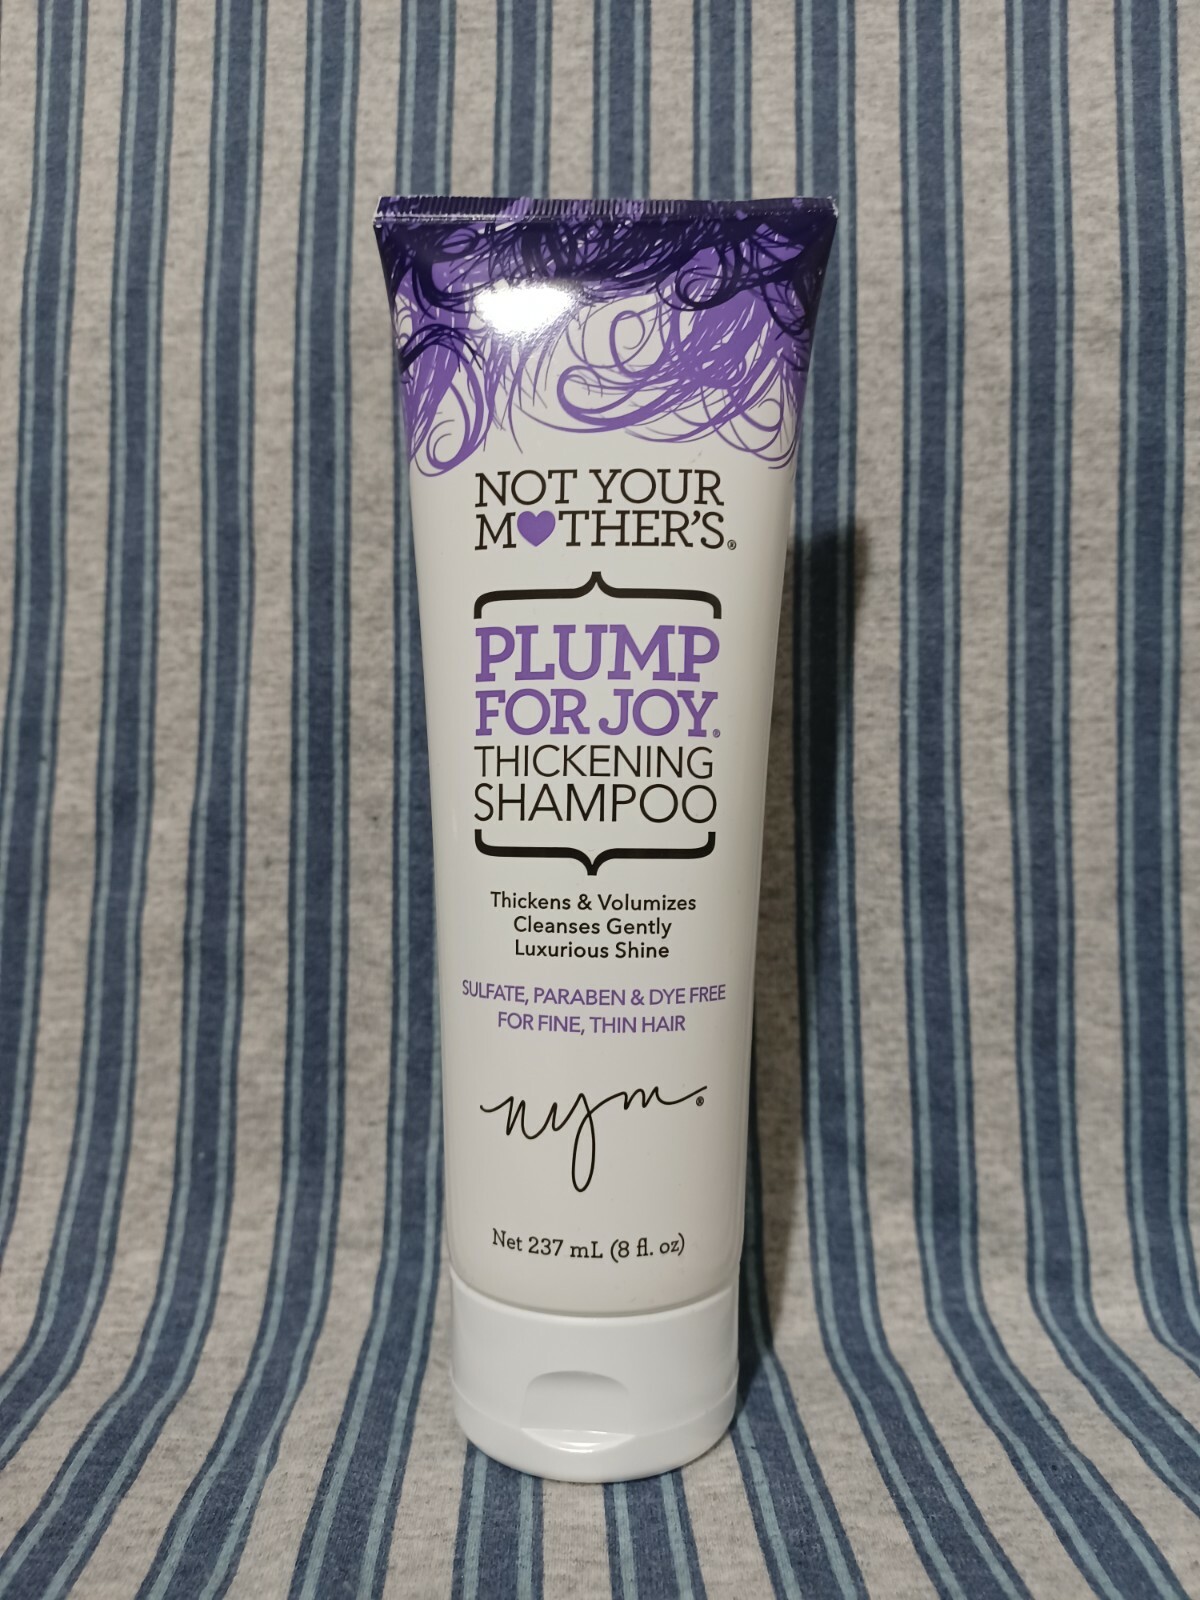 NOT YOUR
MOTHER'S®
PLUMP
FOR JOY®
THICKENING
SHAMPOO
Thickens & Volumizes
Cleanses Gently
Luxurious Shine
SULFATE, PARABEN & DYE FREE
FOR FINE, THIN HAIR
nym®
Net 237 mL (8 fl. oz)